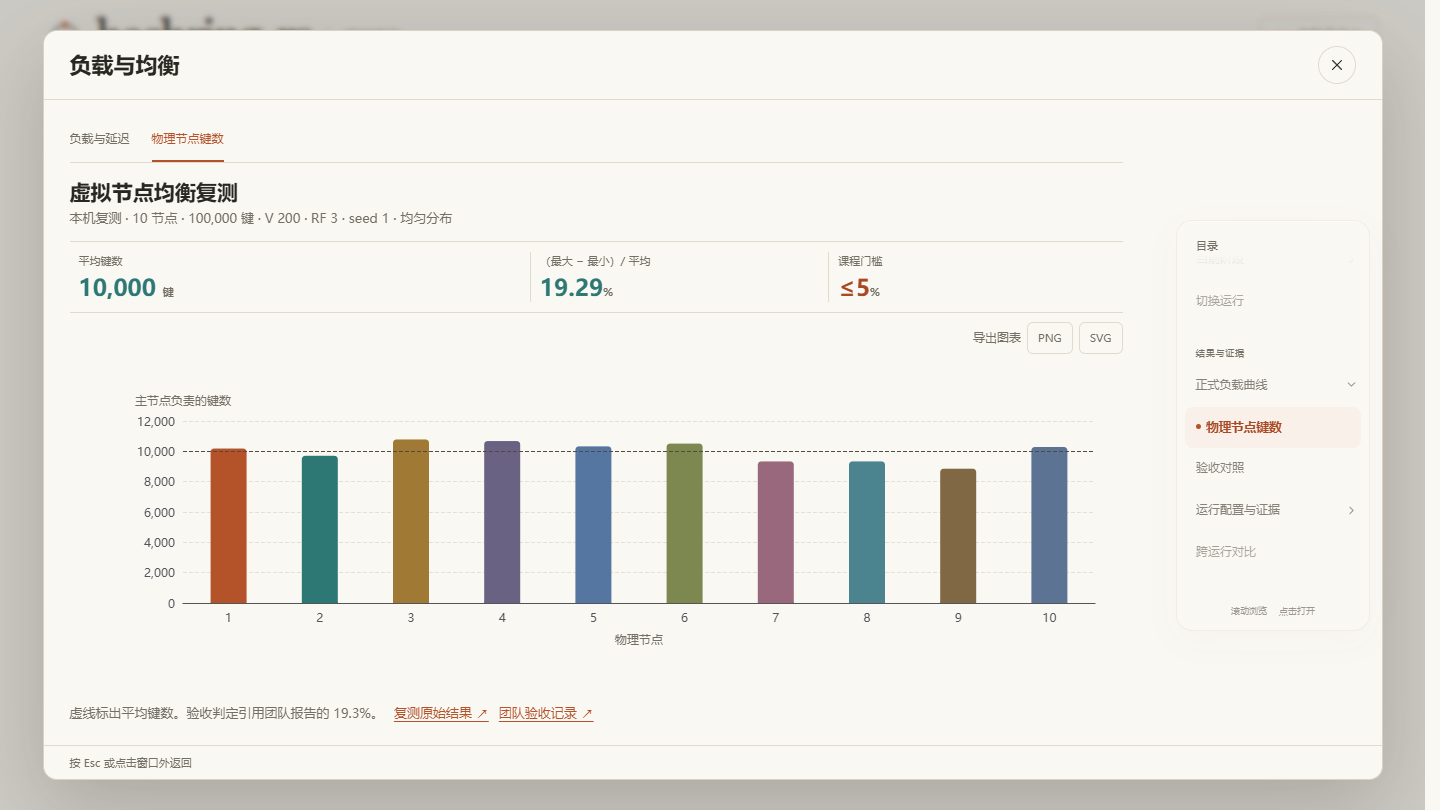 负载与均衡
负载与延迟 物理节点键数
虚拟节点均衡复测
本机复测 · 10 节点 · 100,000 键 · V 200 · RF 3 · seed 1 · 均匀分布
平均键数 （最大 − 最小）/ 平均 课程门槛
10,000 键 19.29% ≤5%
导出图表 PNG SVG
主节点负责的键数
12,000
10,000
8,000
6,000
4,000
2,000
0
1 2 3 4 5 6 7 8 9 10
物理节点
虚线标出平均键数。验收判定引用团队报告的 19.3%。 复测原始结果 ↗ 团队验收记录 ↗
按 Esc 或点击窗口外返回
目录
切换运行
结果与证据
正式负载曲线
物理节点键数
验收对照
运行配置与证据
跨运行对比
滚动浏览 点击打开